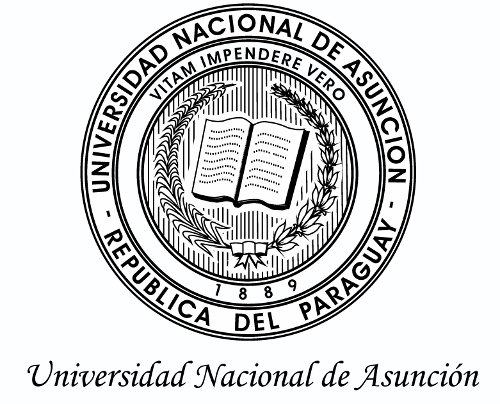 UNIVERSIDAD NACIONAL DE ASUNCION
VITAM IMPENDERE VERO
1889
- REPUBLICA DEL PARAGUAY -
Universidad Nacional de Asunción